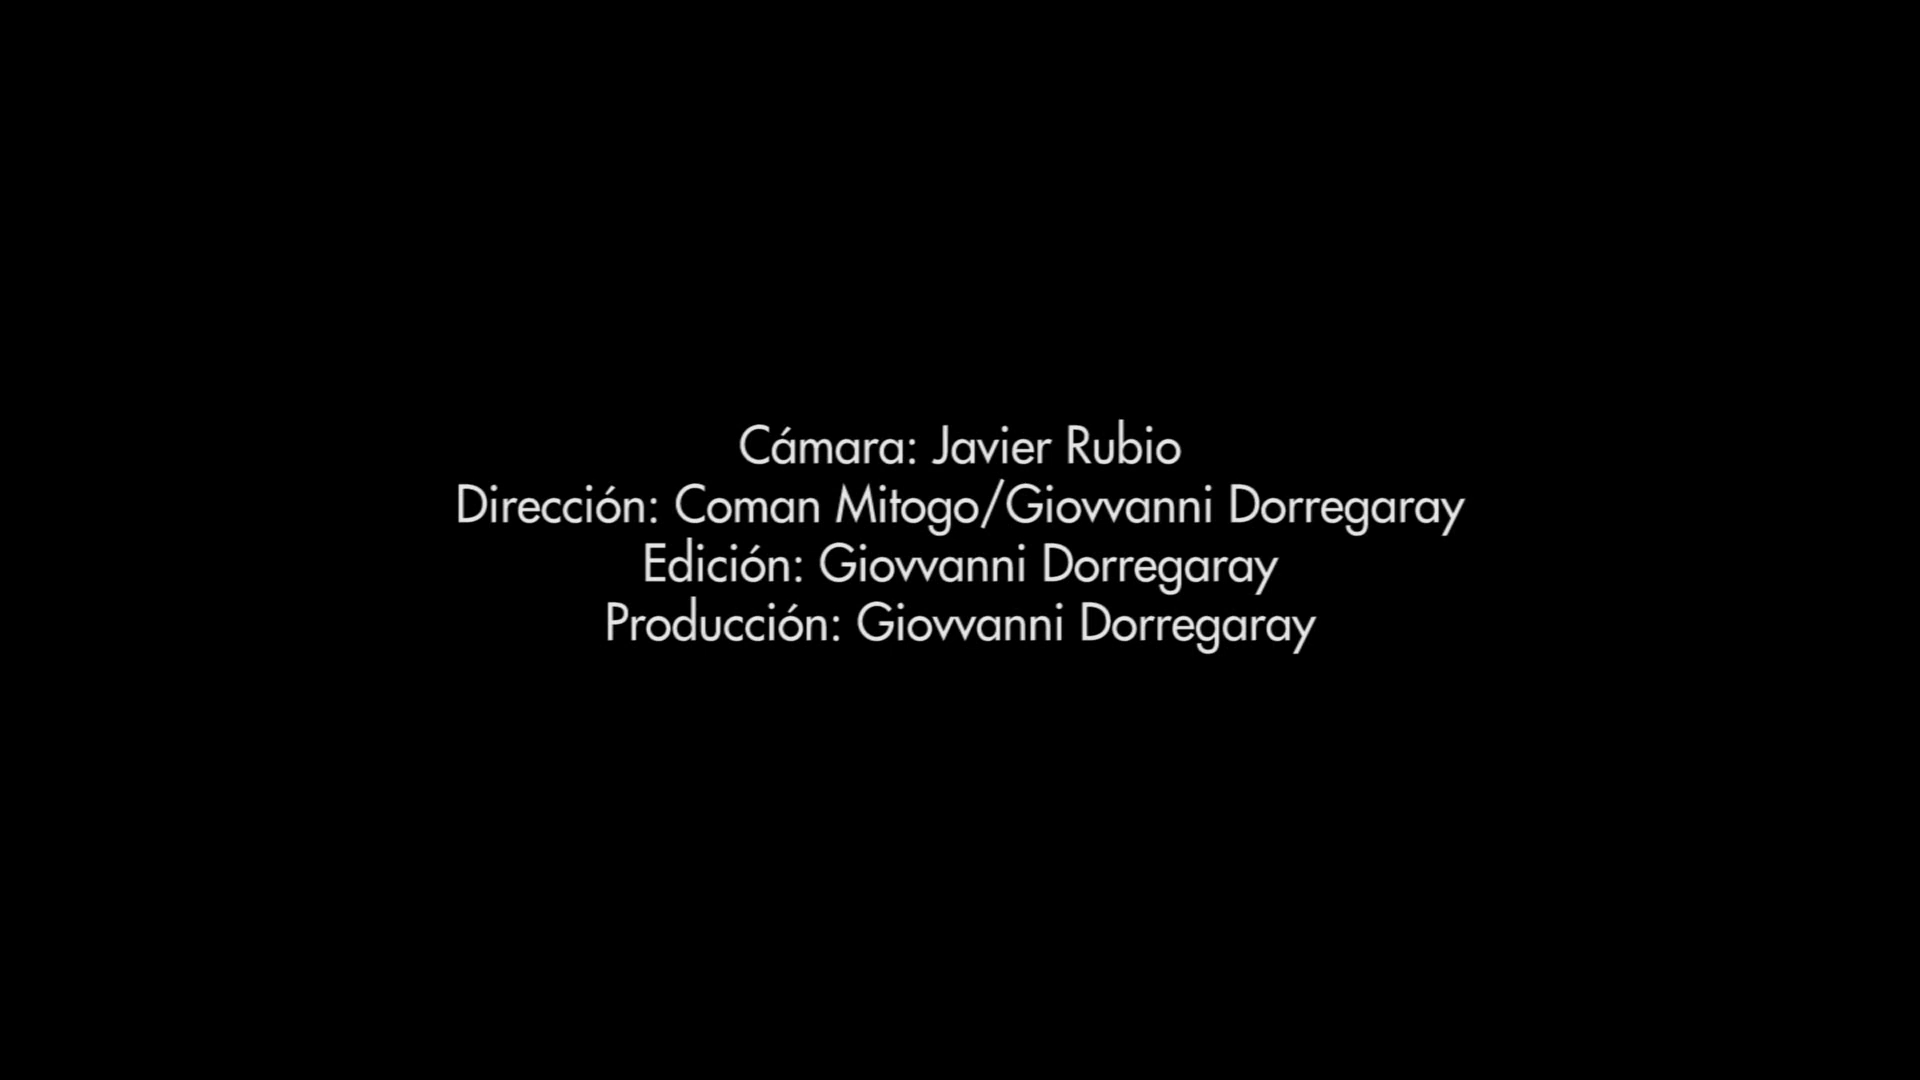 Cámara: Javier Rubio
Dirección: Coman Mitogo/Giovvanni Dorregaray
Edición: Giovvanni Dorregaray
Producción: Giovvanni Dorregaray